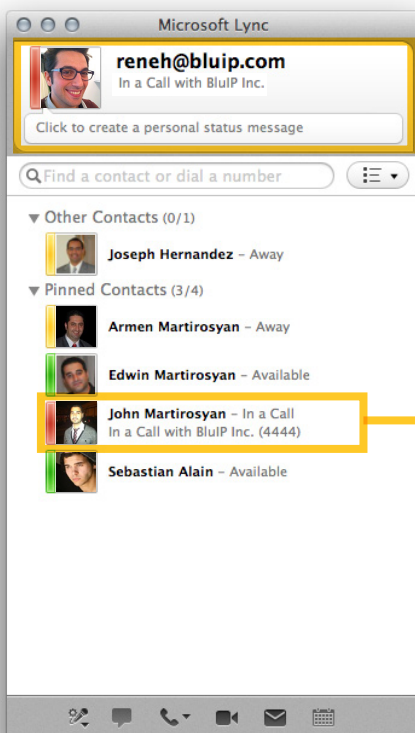 Microsoft Lync
reneh@bluip.com
In a Call with BluIP Inc.
Click to create a personal status message
Find a contact or dial a number
Other Contacts (0/1)
Joseph Hernandez – Away
Pinned Contacts (3/4)
Armen Martirosyan – Away
Edwin Martirosyan – Available
John Martirosyan – In a Call
In a Call with BluIP Inc. (4444)
Sebastian Alain – Available